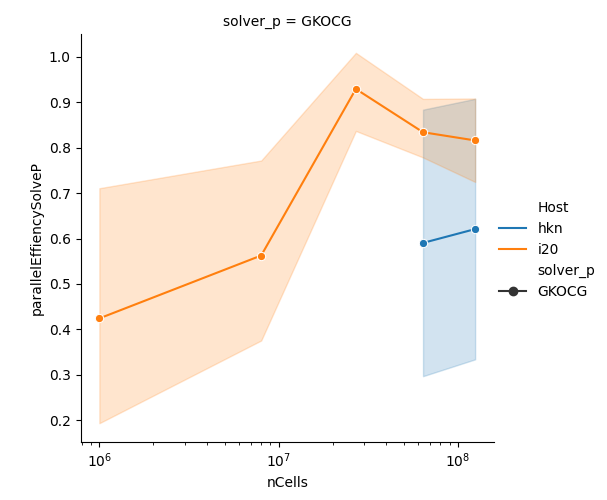 solver_p = GKOCG
1.0
0.9
0.8
0.7
0.6
0.5
0.4
0.3
0.2
parallelEffiencySolveP
10⁶
10⁷
10⁸
nCells
Host
hkn
i20
solver_p
GKOCG